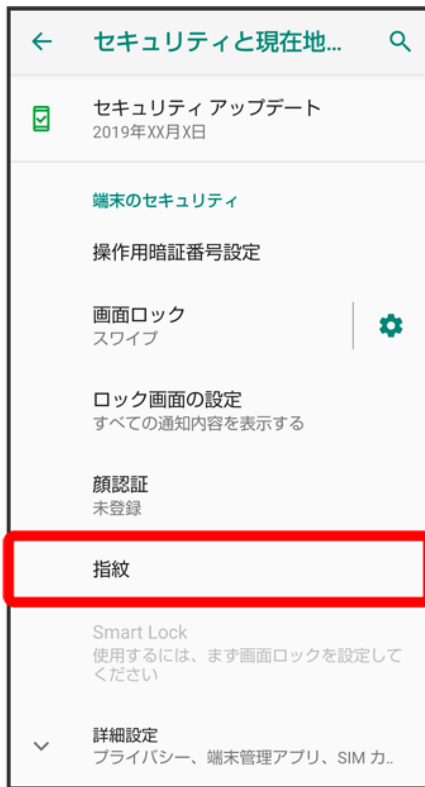 セキュリティと現在地...
セキュリティ アップデート
2019年XX月X日
端末のセキュリティ
操作用暗証番号設定
画面ロック
スワイプ
ロック画面の設定
すべての通知内容を表示する
顔認証
未登録
指紋
Smart Lock
使用するには、まず画面ロックを設定して
ください
詳細設定
プライバシー、端末管理アプリ、SIM カ..